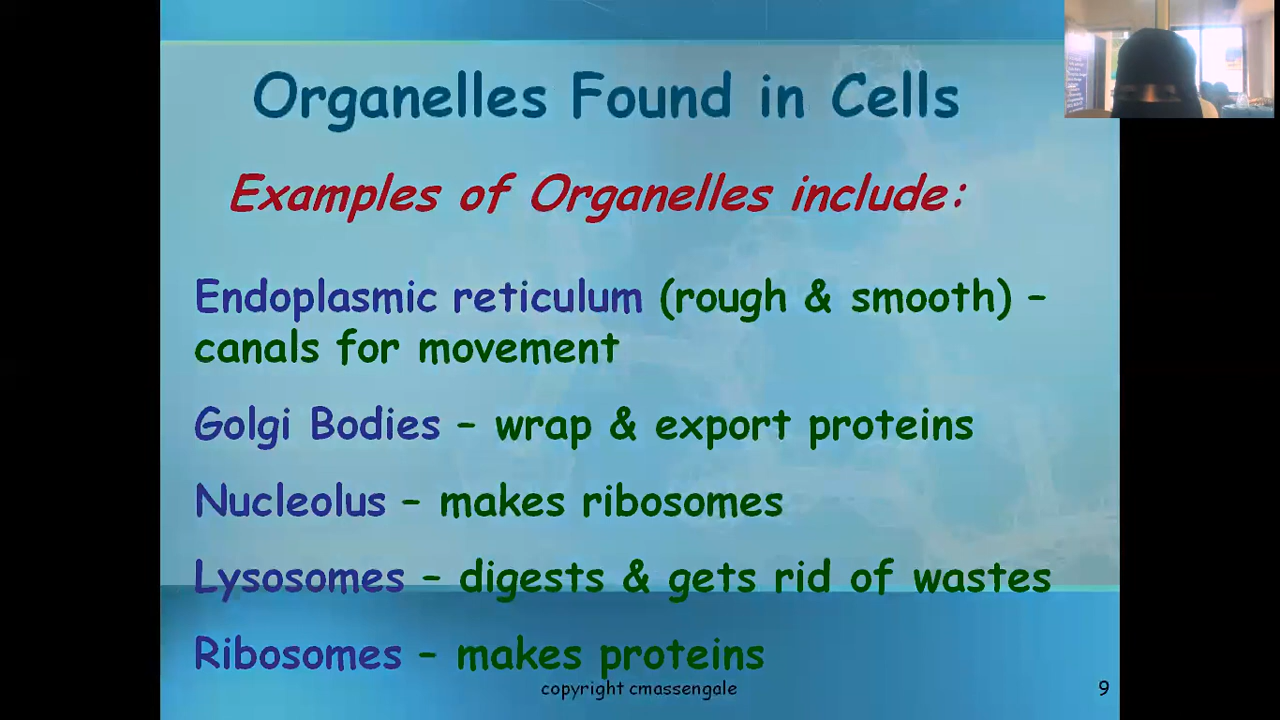 Organelles Found in Cells
Examples of Organelles include:
Endoplasmic reticulum (rough & smooth) –
canals for movement
Golgi Bodies – wrap & export proteins
Nucleolus – makes ribosomes
Lysosomes – digests & gets rid of wastes
Ribosomes – makes proteins
copyright cmassengale
9